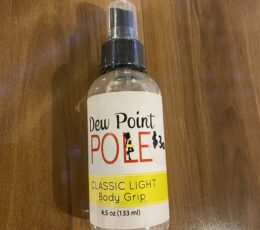 Dew Point
POLE
CLASSIC LIGHT
Body Grip
4.5 oz (133 ml)